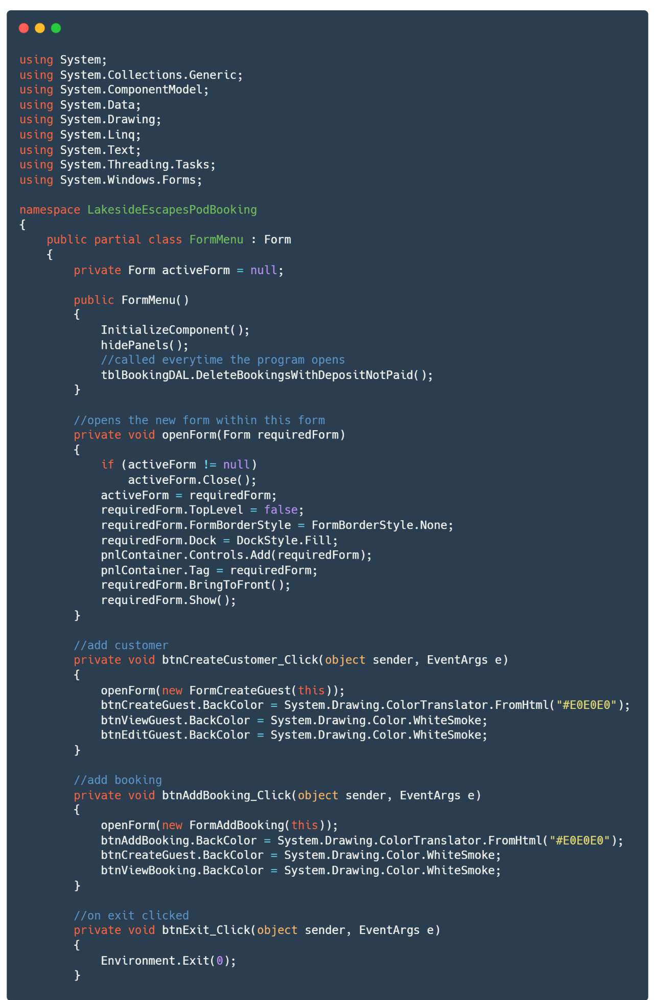 using System;
using System.Collections.Generic;
using System.ComponentModel;
using System.Data;
using System.Drawing;
using System.Linq;
using System.Text;
using System.Threading.Tasks;
using System.Windows.Forms;

namespace LakesideEscapesPodBooking
{
    public partial class FormMenu : Form
    {
        private Form activeForm = null;

        public FormMenu()
        {
            InitializeComponent();
            hidePanels();
            //called everytime the program opens
            tblBookingDAL.DeleteBookingsWithDepositNotPaid();
        }

        //opens the new form within this form
        private void openForm(Form requiredForm)
        {
            if (activeForm != null)
                activeForm.Close();
            activeForm = requiredForm;
            requiredForm.TopLevel = false;
            requiredForm.FormBorderStyle = FormBorderStyle.None;
            requiredForm.Dock = DockStyle.Fill;
            pnlContainer.Controls.Add(requiredForm);
            pnlContainer.Tag = requiredForm;
            requiredForm.BringToFront();
            requiredForm.Show();
        }

        //add customer
        private void btnCreateCustomer_Click(object sender, EventArgs e)
        {
            openForm(new FormCreateGuest(this));
            btnCreateGuest.BackColor = System.Drawing.ColorTranslator.FromHtml("#E0E0E0");
            btnViewGuest.BackColor = System.Drawing.Color.WhiteSmoke;
            btnEditGuest.BackColor = System.Drawing.Color.WhiteSmoke;
        }

        //add booking
        private void btnAddBooking_Click(object sender, EventArgs e)
        {
            openForm(new FormAddBooking(this));
            btnAddBooking.BackColor = System.Drawing.ColorTranslator.FromHtml("#E0E0E0");
            btnCreateGuest.BackColor = System.Drawing.Color.WhiteSmoke;
            btnViewBooking.BackColor = System.Drawing.Color.WhiteSmoke;
        }

        //on exit clicked
        private void btnExit_Click(object sender, EventArgs e)
        {
            Environment.Exit(0);
        }